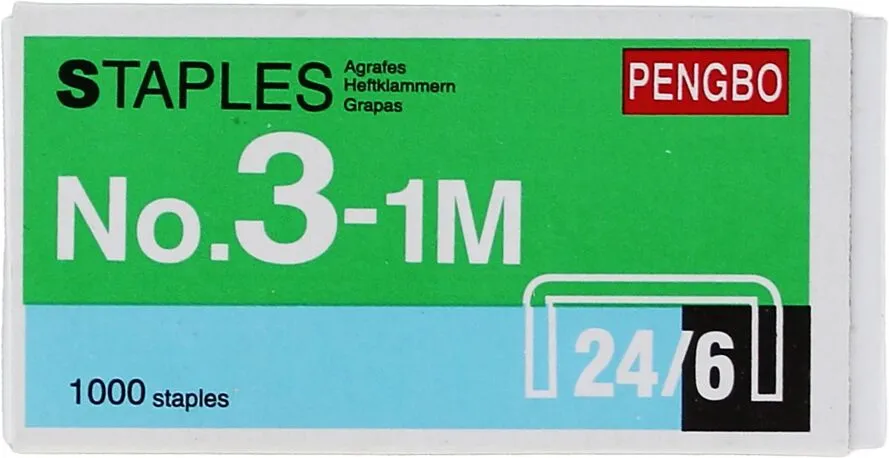 STAPLES
Agrafes
Heftklammern
Grapas
PENGBO
No.3-1M
24/6
1000 staples